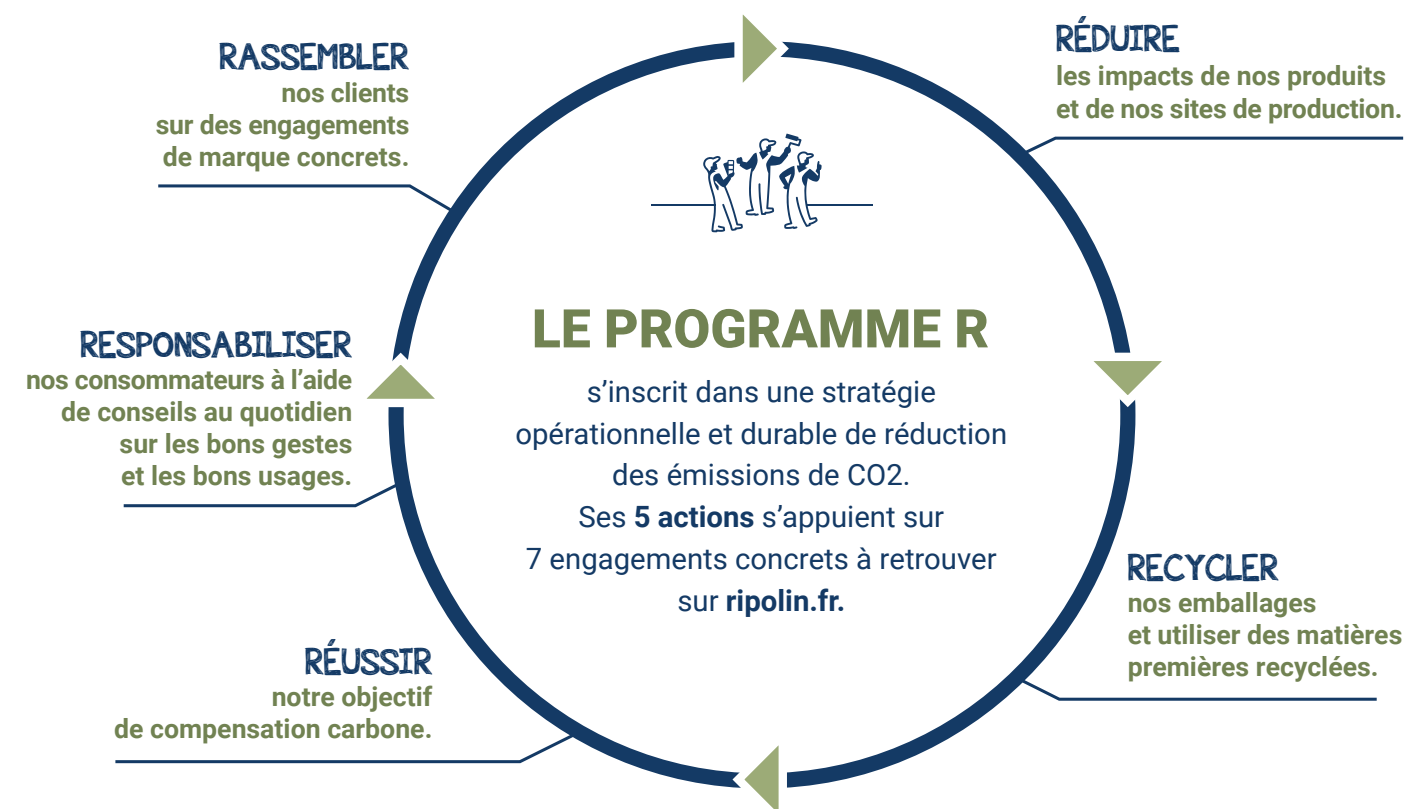 RASSEMBLER
nos clients
sur des engagements
de marque concrets.
RÉDUIRE
les impacts de nos produits
et de nos sites de production.
RESPONSABILISER
nos consommateurs à l’aide
de conseils au quotidien
sur les bons gestes
et les bons usages.
LE PROGRAMME R
s’inscrit dans une stratégie
opérationnelle et durable de réduction
des émissions de CO2.
Ses 5 actions s’appuient sur
7 engagements concrets à retrouver
sur ripolin.fr.
RECYCLER
nos emballages
et utiliser des matières
premières recyclées.
RÉUSSIR
notre objectif
de compensation carbone.